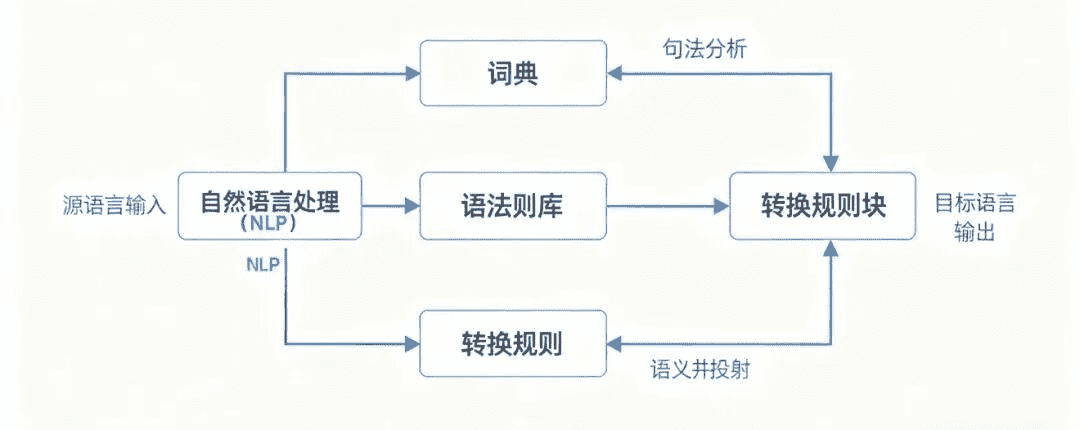 词典
句法分析
源语言输入
自然语言处理
(NLP)
NLP
语法则库
转换规则块
目标语言
输出
转换规则
语义井投射